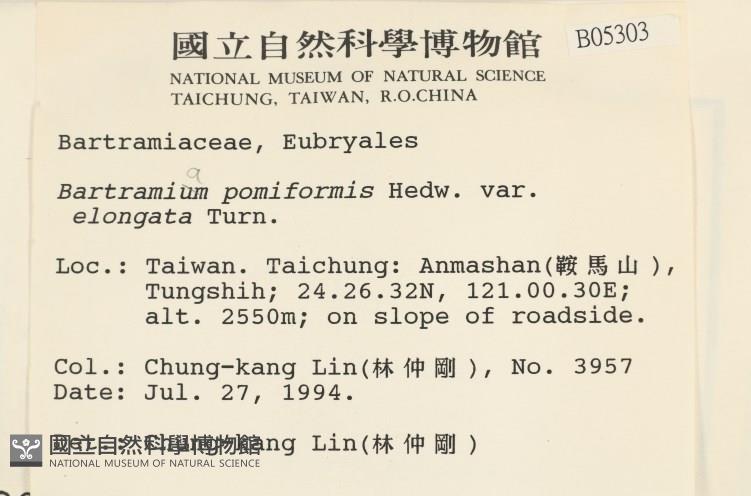 國立自然科學博物館
B05303
NATIONAL MUSEUM OF NATURAL SCIENCE
TAICHUNG, TAIWAN, R.O.CHINA
Bartramiaceae, Eubryales
a
Bartramium pomiformis Hedw. var.
elongata Turn.
Loc.: Taiwan. Taichung: Anmashan(鞍馬山),
Tungshih; 24.26.32N, 121.00.30E;
alt. 2550m; on slope of roadside.
Col.: Chung-kang Lin(林仲剛), No. 3957
Date: Jul. 27, 1994.
Det.: Chung-kang Lin(林仲剛)
國立自然科學博物館
NATIONAL MUSEUM OF NATURAL SCIENCE